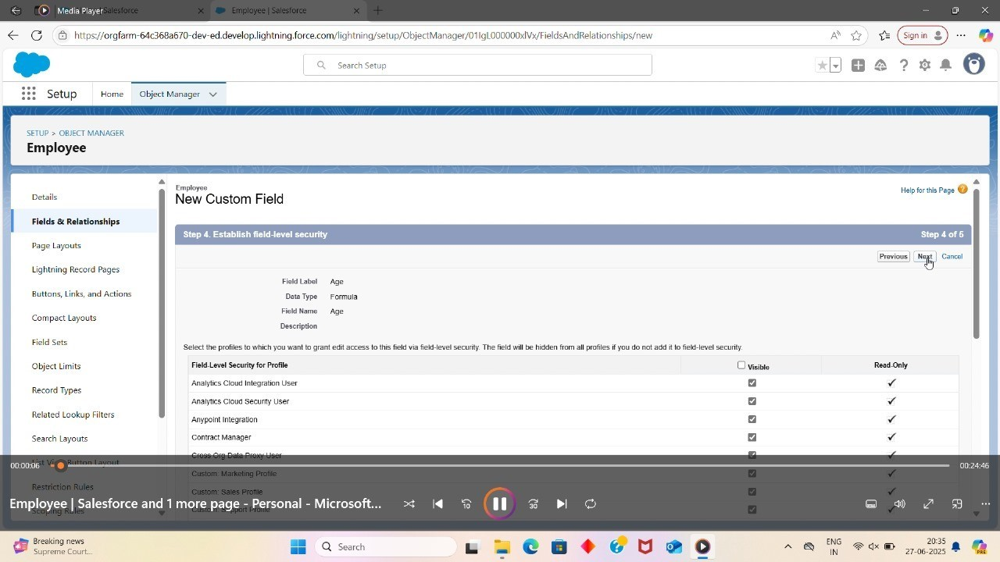 Media Player
Salesforce
Employee | Salesforce
https://orgfarm-64c368a670-dev-ed.develop.lightning.force.com/lightning/setup/ObjectManager/01IgL000000xlVx/FieldsAndRelationships/new
Sign in
Search Setup
Setup
Home
Object Manager
SETUP > OBJECT MANAGER
Employee
Details
Fields & Relationships
Page Layouts
Lightning Record Pages
Buttons, Links, and Actions
Compact Layouts
Field Sets
Object Limits
Record Types
Related Lookup Filters
Search Layouts
List View Button Layout
Restriction Rules
Scoping Rules
Employee
New Custom Field
Help for this Page
Step 4. Establish field-level security
Step 4 of 5
Previous Next Cancel
Field Label Age
Data Type Formula
Field Name Age
Description
Select the profiles to which you want to grant edit access to this field via field-level security. The field will be hidden from all profiles if you do not add it to field-level security.
Field-Level Security for Profile Visible Read-Only
Analytics Cloud Integration User
Analytics Cloud Security User
Anypoint Integration
Contract Manager
Cross Org Data Proxy User
Custom: Marketing Profile
Custom: Sales Profile
Custom: Support Profile
00:00:06
00:24:46
Employee | Salesforce and 1 more page - Personal - Microsoft...
10
30
Breaking news
Supreme Court...
Search
ENG
IN
20:35
27-06-2025
PRE